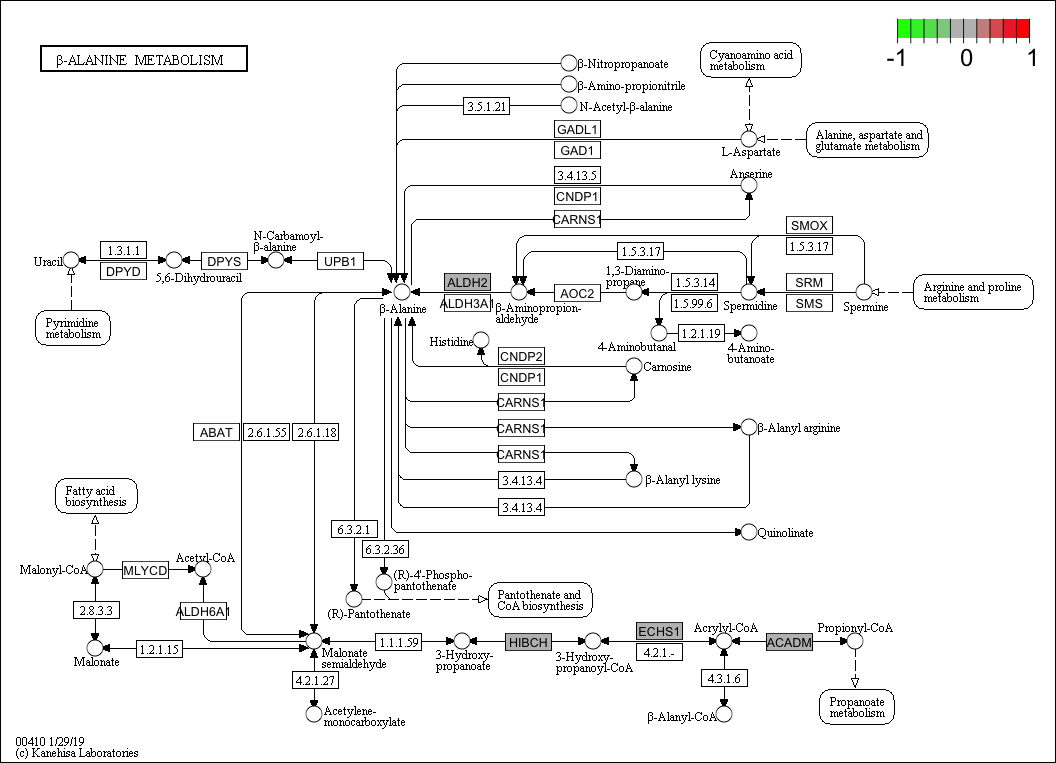 β-ALANINE METABOLISM
-1
0
1
β-Nitropropanoate
β-Amino-propionitrile
3.5.1.21
N-Acetyl-β-alanine
Cyanoamino acid
metabolism
GADL1
GAD1
L-Aspartate
Alanine, aspartate and
glutamate metabolism
3.4.13.5
CNDP1
Anserine
CARNS1
SMOX
1.5.3.17
1.5.3.17
Uracil
1.3.1.1
DPYD
5,6-Dihydrouracil
DPYS
N-Carbamoyl-
β-alanine
UPB1
ALDH2
ALDH3A1
β-Alanine
β-Aminopropion-
aldehyde
AOC2
1,3-Diamino-
propane
1.5.3.14
1.5.99.6
Spermidine
SRM
SMS
Spermine
Arginine and proline
metabolism
Pyrimidine
metabolism
4-Aminobutanal
1.2.1.19
4-Amino-
butanoate
Histidine
CNDP2
CNDP1
Carnosine
CARNS1
ABAT
2.6.1.55
2.6.1.18
CARNS1
β-Alanyl arginine
CARNS1
3.4.13.4
β-Alanyl lysine
3.4.13.4
Fatty acid
biosynthesis
6.3.2.1
6.3.2.36
Quinolinate
Malonyl-CoA
MLYCD
Acetyl-CoA
(R)-4'-Phospho-
pantothenate
(R)-Pantothenate
Pantothenate and
CoA biosynthesis
2.8.3.3
ALDH6A1
Malonate
1.2.1.15
Malonate
semialdehyde
1.1.1.59
3-Hydroxy-
propanoate
HIBCH
3-Hydroxy-
propanoyl-CoA
ECHS1
4.2.1.-
Acrylyl-CoA
ACADM
Propionyl-CoA
4.2.1.27
4.3.1.6
Acetylene-
monocarboxylate
β-Alanyl-CoA
Propanoate
metabolism
00410 1/29/19
(c) Kanehisa Laboratories